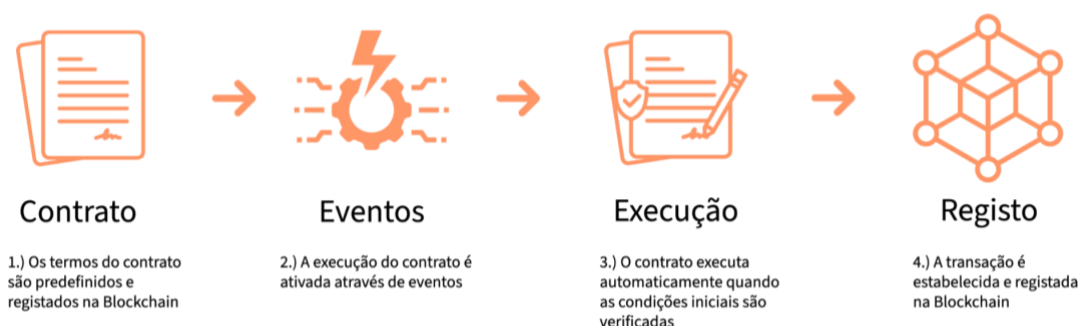 Contrato
1.) Os termos do contrato
são predefinidos e
registados na Blockchain
Eventos
2.) A execução do contrato é
ativada através de eventos
Execução
3.) O contrato executa
automaticamente quando
as condições iniciais são
verificadas
Registo
4.) A transação é
estabelecida e registada
na Blockchain